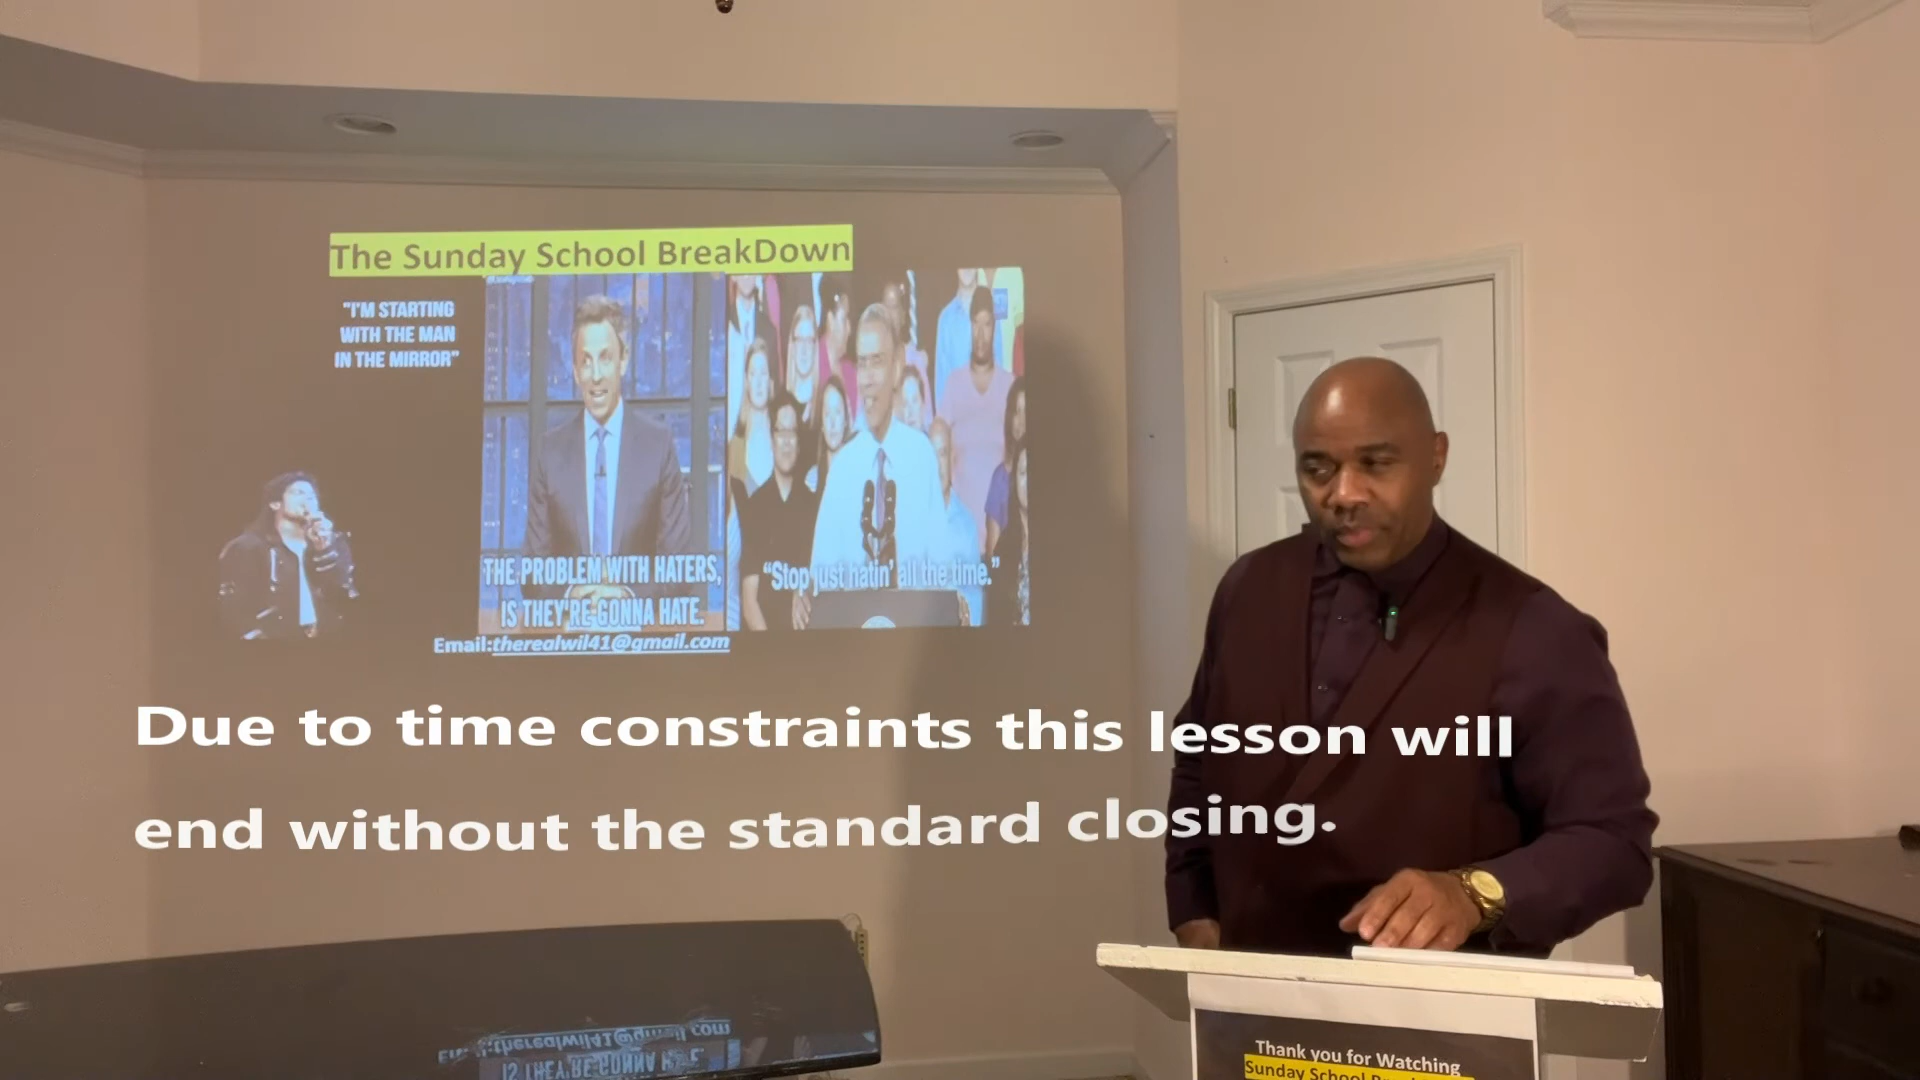 The Sunday School BreakDown
"I'M STARTING
WITH THE MAN
IN THE MIRROR"
THE PROBLEM WITH HATERS,
IS THEY'RE GONNA HATE.
“Stop just hatin’ all the time.”
Email:therealwil41@gmail.com
Due to time constraints this lesson will
end without the standard closing.
Thank you for Watching
Sunday School